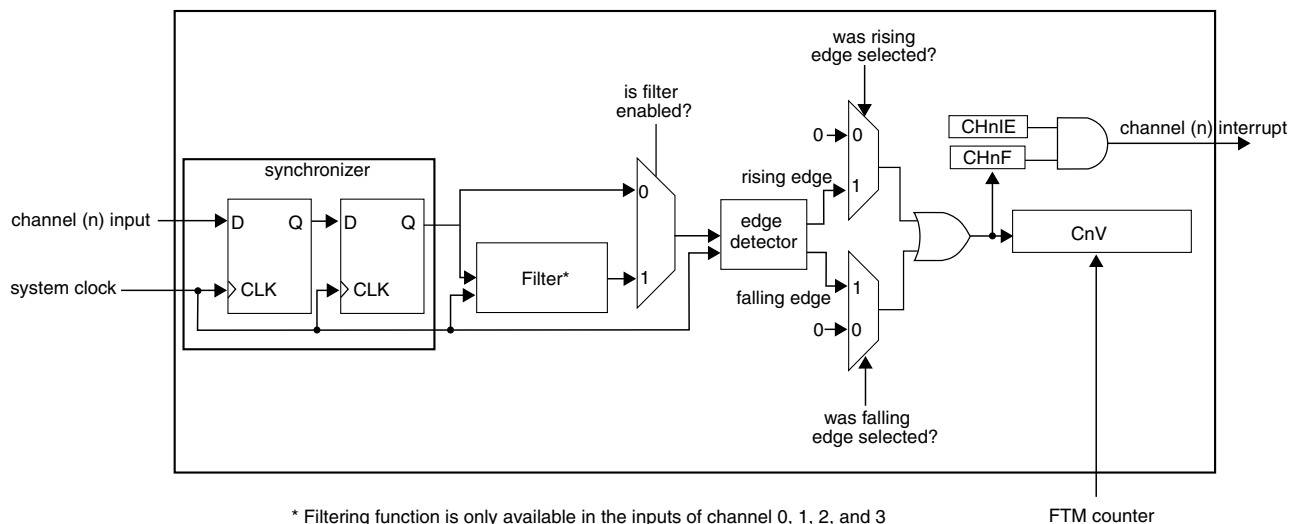 was rising
edge selected?
is filter
enabled?
synchronizer
channel (n) input
D Q
D Q
system clock
CLK
CLK
Filter*
0
1
edge
detector
rising edge
falling edge
0 0
1
1
0 0
was falling
edge selected?
CHnIE
CHnF
channel (n) interrupt
CnV
* Filtering function is only available in the inputs of channel 0, 1, 2, and 3
FTM counter